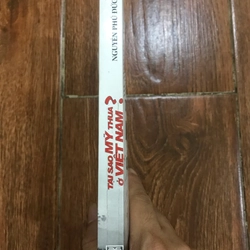 NGUYỄN PHÚ ĐỨC
TẠI SAO MỸ THUA
Ở VIỆT NAM?